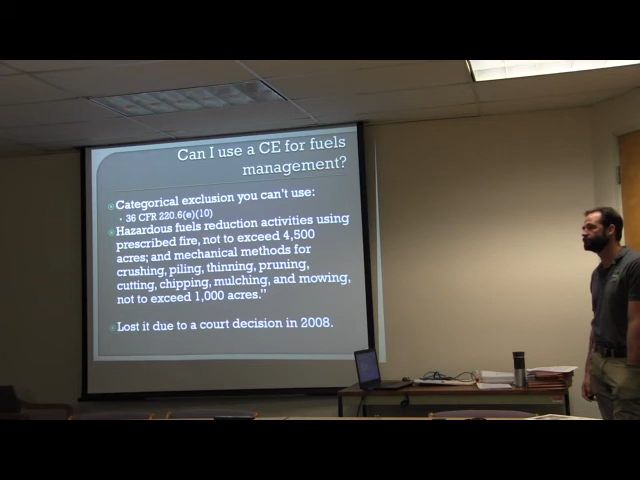 Can I use a CE for fuels
management?
Categorical exclusion you can't use:
36 CFR 220.6(e)(10)
Hazardous fuels reduction activities using
prescribed fire, not to exceed 4,500
acres; and mechanical methods for
crushing, piling, thinning, pruning,
cutting, chipping, mulching, and mowing,
not to exceed 1,000 acres."
Lost it due to a court decision in 2008.